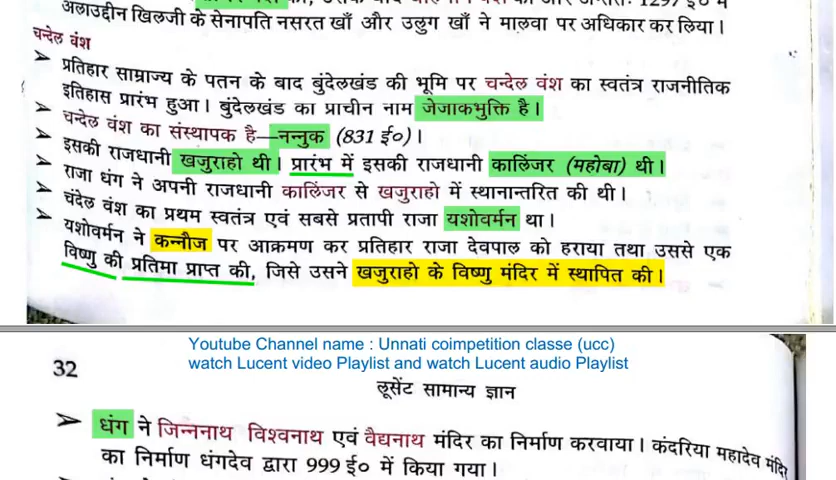 अलाउद्दीन खिलजी के सेनापति नसरत खाँ और उलुग खाँ ने मालवा पर अधिकार कर लिया।
चन्देल वंश
➤ प्रतिहार साम्राज्य के पतन के बाद बुंदेलखंड की भूमि पर चन्देल वंश का स्वतंत्र राजनीतिक
इतिहास प्रारंभ हुआ। बुंदेलखंड का प्राचीन नाम जेजाकभुक्ति है।
➤ चन्देल वंश का संस्थापक है—नन्नुक (831 ई०)।
➤ इसकी राजधानी खजुराहो थी। प्रारंभ में इसकी राजधानी कालिंजर (महोबा) थी।
➤ राजा धंग ने अपनी राजधानी कालिंजर से खजुराहो में स्थानान्तरित की थी।
➤ चंदेल वंश का प्रथम स्वतंत्र एवं सबसे प्रतापी राजा यशोवर्मन था।
➤ यशोवर्मन ने कन्नौज पर आक्रमण कर प्रतिहार राजा देवपाल को हराया तथा उससे एक
विष्णु की प्रतिमा प्राप्त की, जिसे उसने खजुराहो के विष्णु मंदिर में स्थापित की।
Youtube Channel name : Unnati coimpetition classe (ucc)
watch Lucent video Playlist and watch Lucent audio Playlist
32
लूसेंट सामान्य ज्ञान
➤ धंग ने जिन्ननाथ विश्वनाथ एवं वैद्यनाथ मंदिर का निर्माण करवाया। कंदरिया महादेव मंदिर
का निर्माण धंगदेव द्वारा 999 ई० में किया गया।